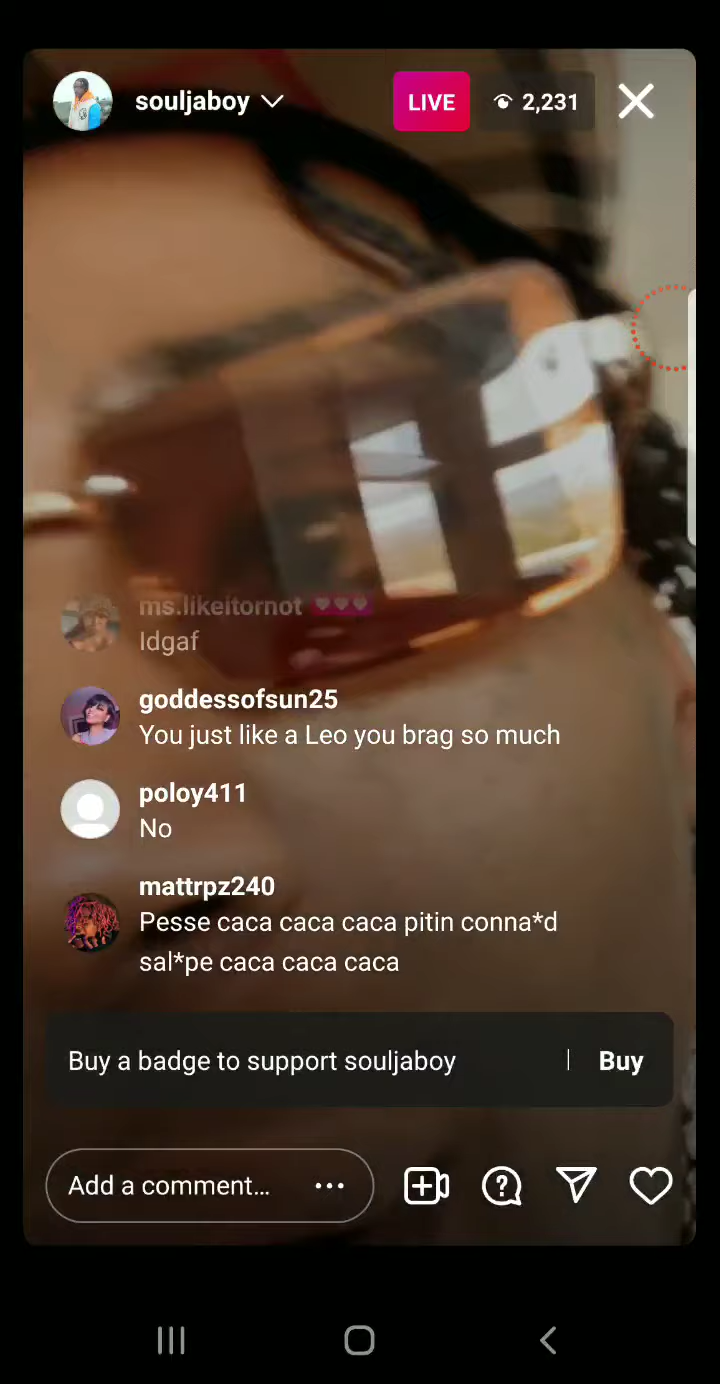 souljaboy
LIVE
2,231
ms.likeitornot
Idgaf
goddessofsun25
You just like a Leo you brag so much
poloy411
No
mattrpz240
Pesse caca caca caca pitin conna*d
sal*pe caca caca caca
Buy a badge to support souljaboy | Buy
Add a comment...